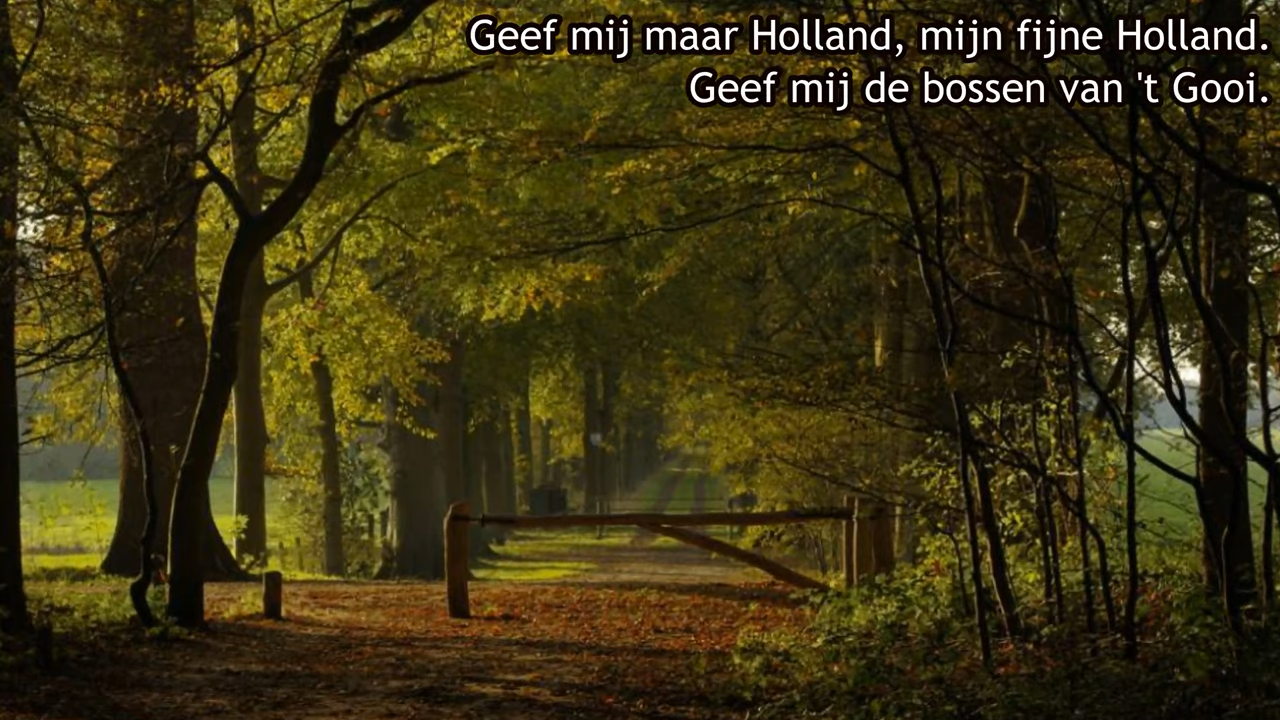 Geef mij maar Holland, mijn fijne Holland.
Geef mij de bossen van 't Gooi.